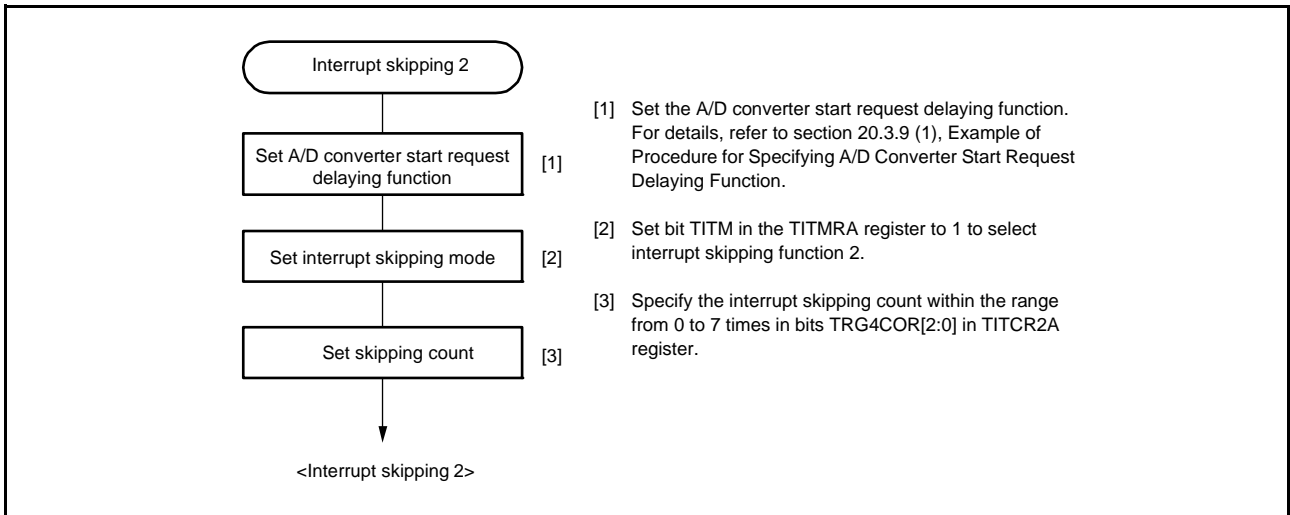 Interrupt skipping 2
Set A/D converter start request
delaying function
[1]
Set interrupt skipping mode
[2]
Set skipping count
[3]
<Interrupt skipping 2>
[1] Set the A/D converter start request delaying function.
For details, refer to section 20.3.9 (1), Example of
Procedure for Specifying A/D Converter Start Request
Delaying Function.
[2] Set bit TITM in the TITMRA register to 1 to select
interrupt skipping function 2.
[3] Specify the interrupt skipping count within the range
from 0 to 7 times in bits TRG4COR[2:0] in TITCR2A
register.